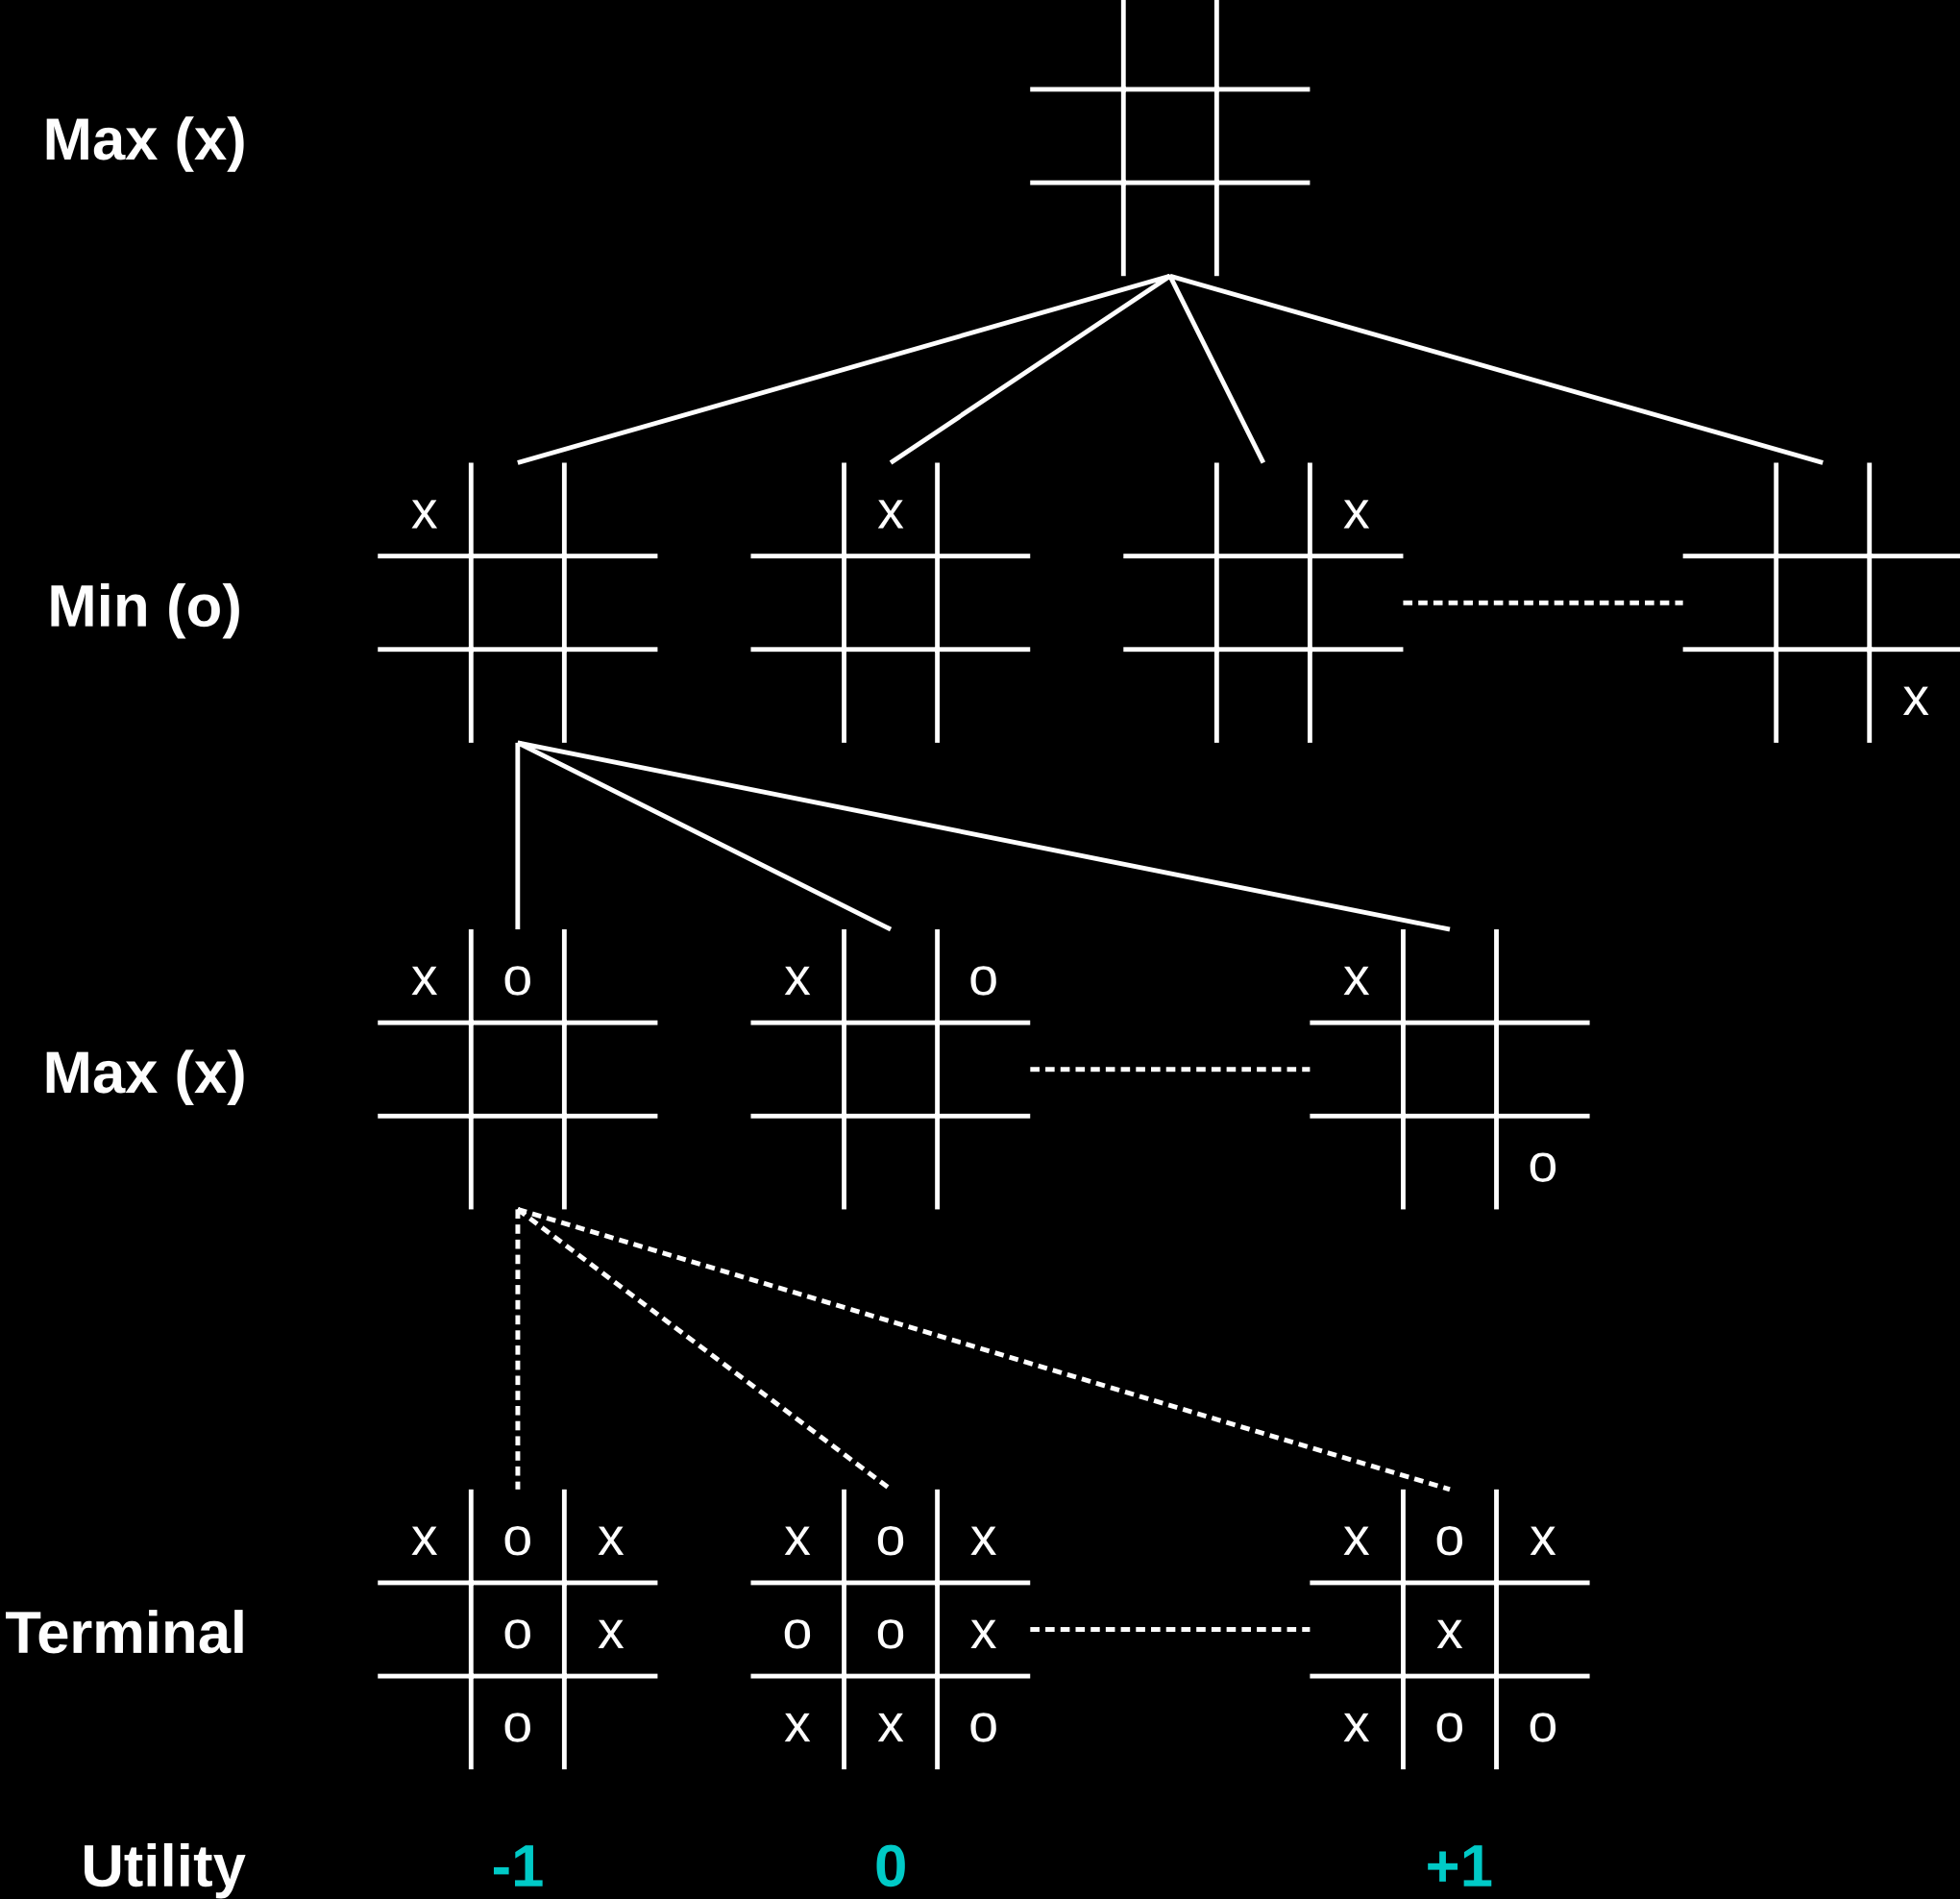 Max (x)
x x x
Min (o)
x
x o x o x
Max (x)
o
x o x x o x x o x
Terminal o x o o x x
o x x o x o o
Utility -1 0 +1